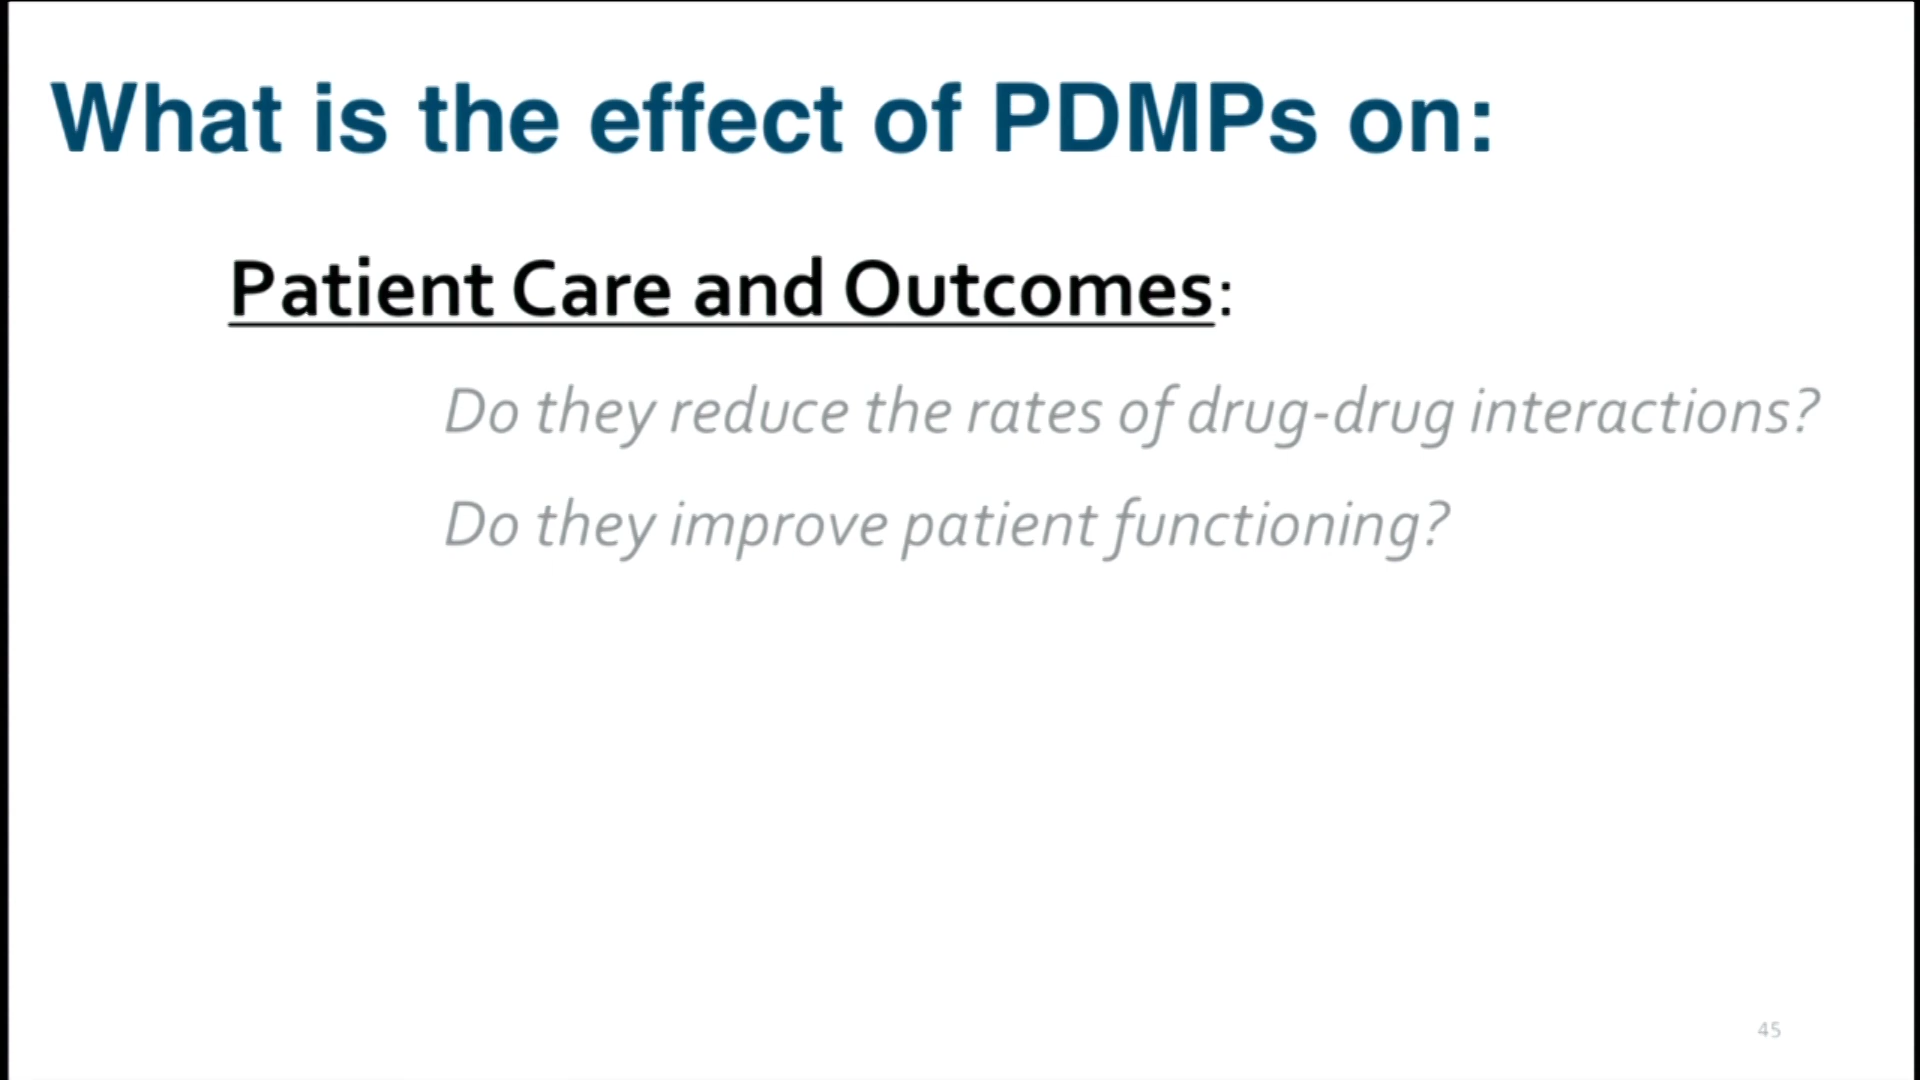 What is the effect of PDMPs on:
Patient Care and Outcomes:
Do they reduce the rates of drug-drug interactions?
Do they improve patient functioning?
45